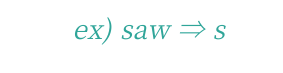 ex) saw ⇒ s